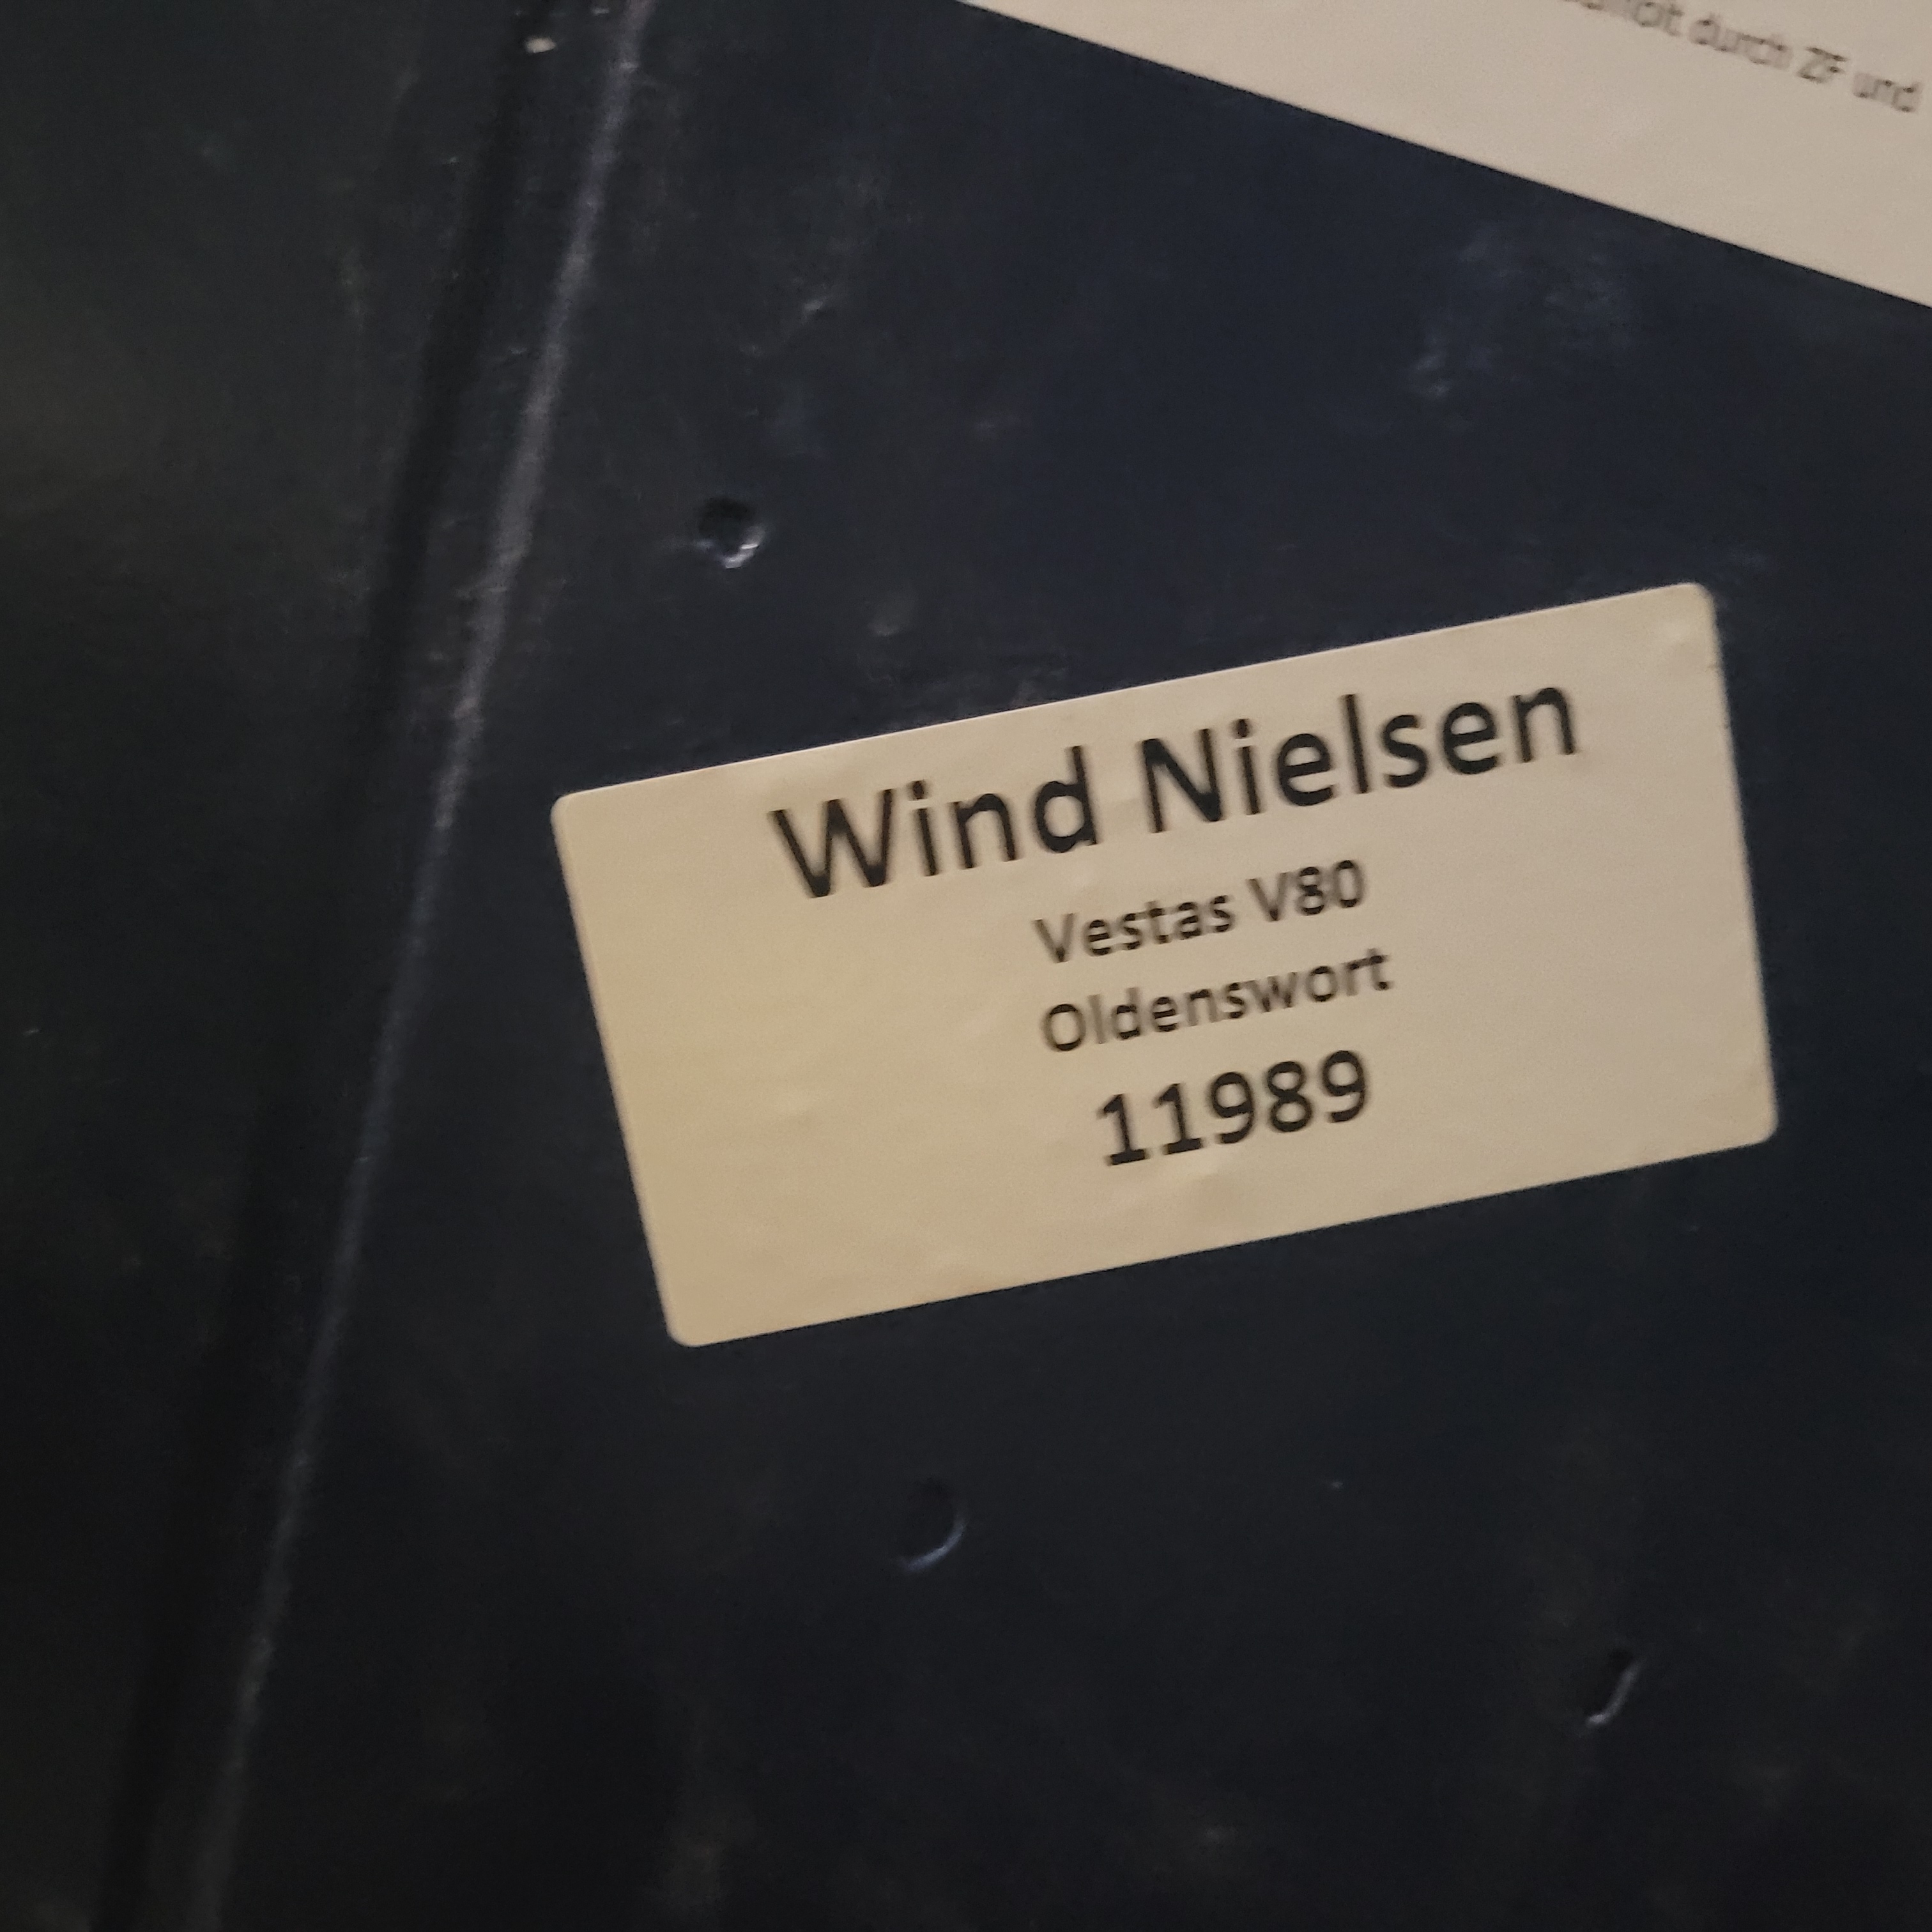 durch ZF und
Wind Nielsen
Vestas V80
Oldenswort
11989